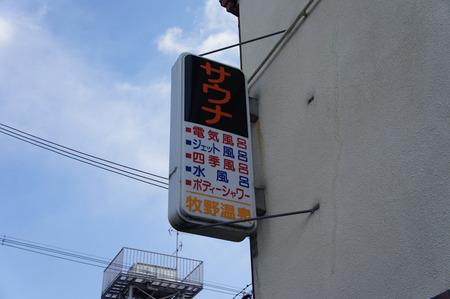 サウナ
■電気風呂
■ジェット風呂
■四季風呂
■水風呂
■ボディーシャワー
牧野温泉